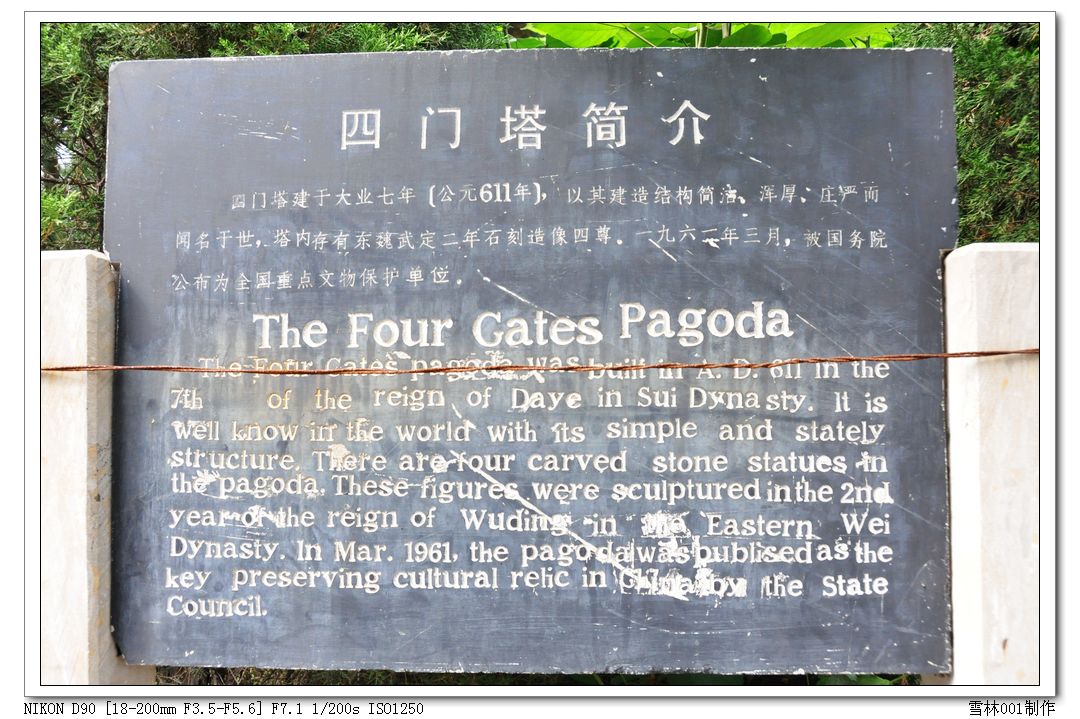 四门塔简介
四门塔建于大业七年(公元611年),以其建造结构简洁、浑厚、庄严而
闻名于世,塔内存有东魏武定二年石刻造像四尊。一九六一年三月,被国务院
公布为全国重点文物保护单位。
The Four Gates Pagoda
The Four Gates pagoda was built in A. D. 611 in the
7th of the reign of Daye in Sui Dynasty. It is
well know in the world with its simple and stately
structure. There are four carved stone statues in
the pagoda. These figures were sculptured in the 2nd
year of the reign of Wuding in the Eastern Wei
Dynasty. In Mar. 1961, the pagoda was publised as the
key preserving cultural relic in China by the State
Council.
NIKON D90 [18-200mm F3.5-F5.6] F7.1 1/200s ISO1250
雪林001制作